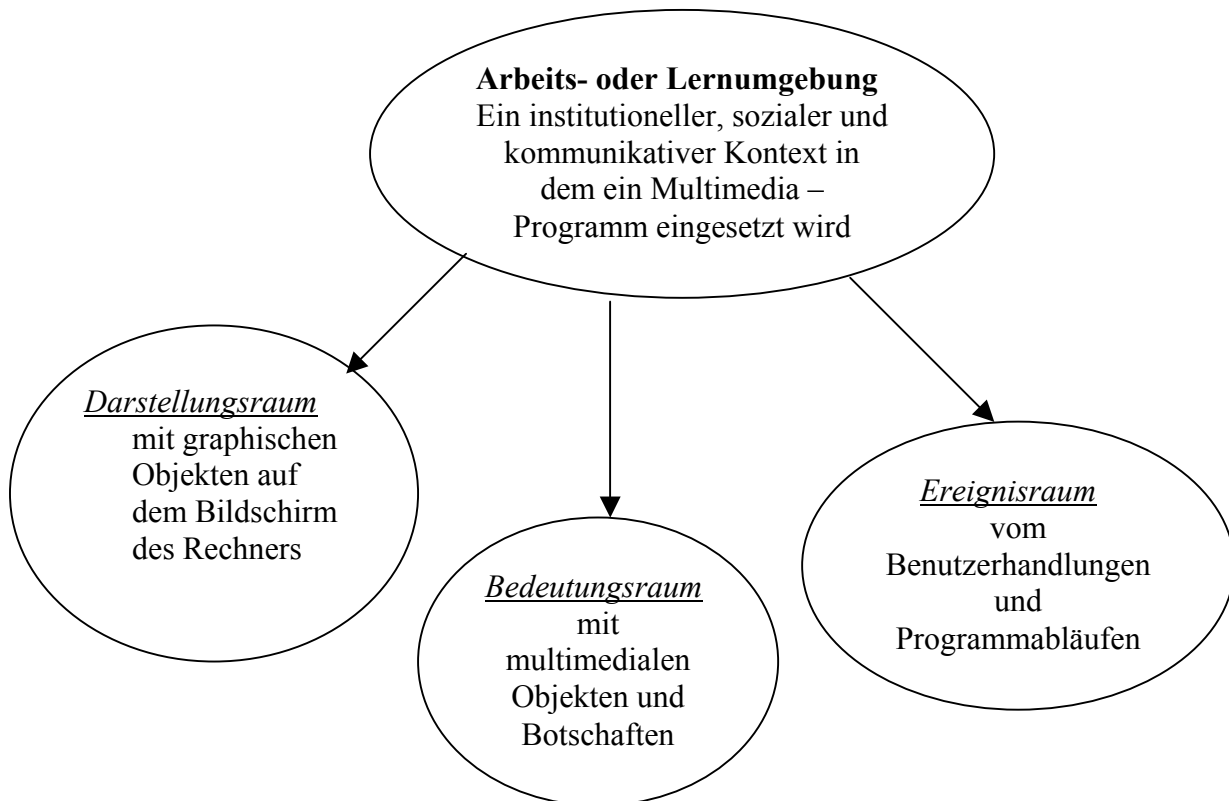 Arbeits- oder Lernumgebung
Ein institutioneller, sozialer und
kommunikativer Kontext in
dem ein Multimedia –
Programm eingesetzt wird
Darstellungsraum
mit graphischen
Objekten auf
dem Bildschirm
des Rechners
Bedeutungsraum
mit
multimedialen
Objekten und
Botschaften
Ereignisraum
vom
Benutzerhandlungen
und
Programmabläufen